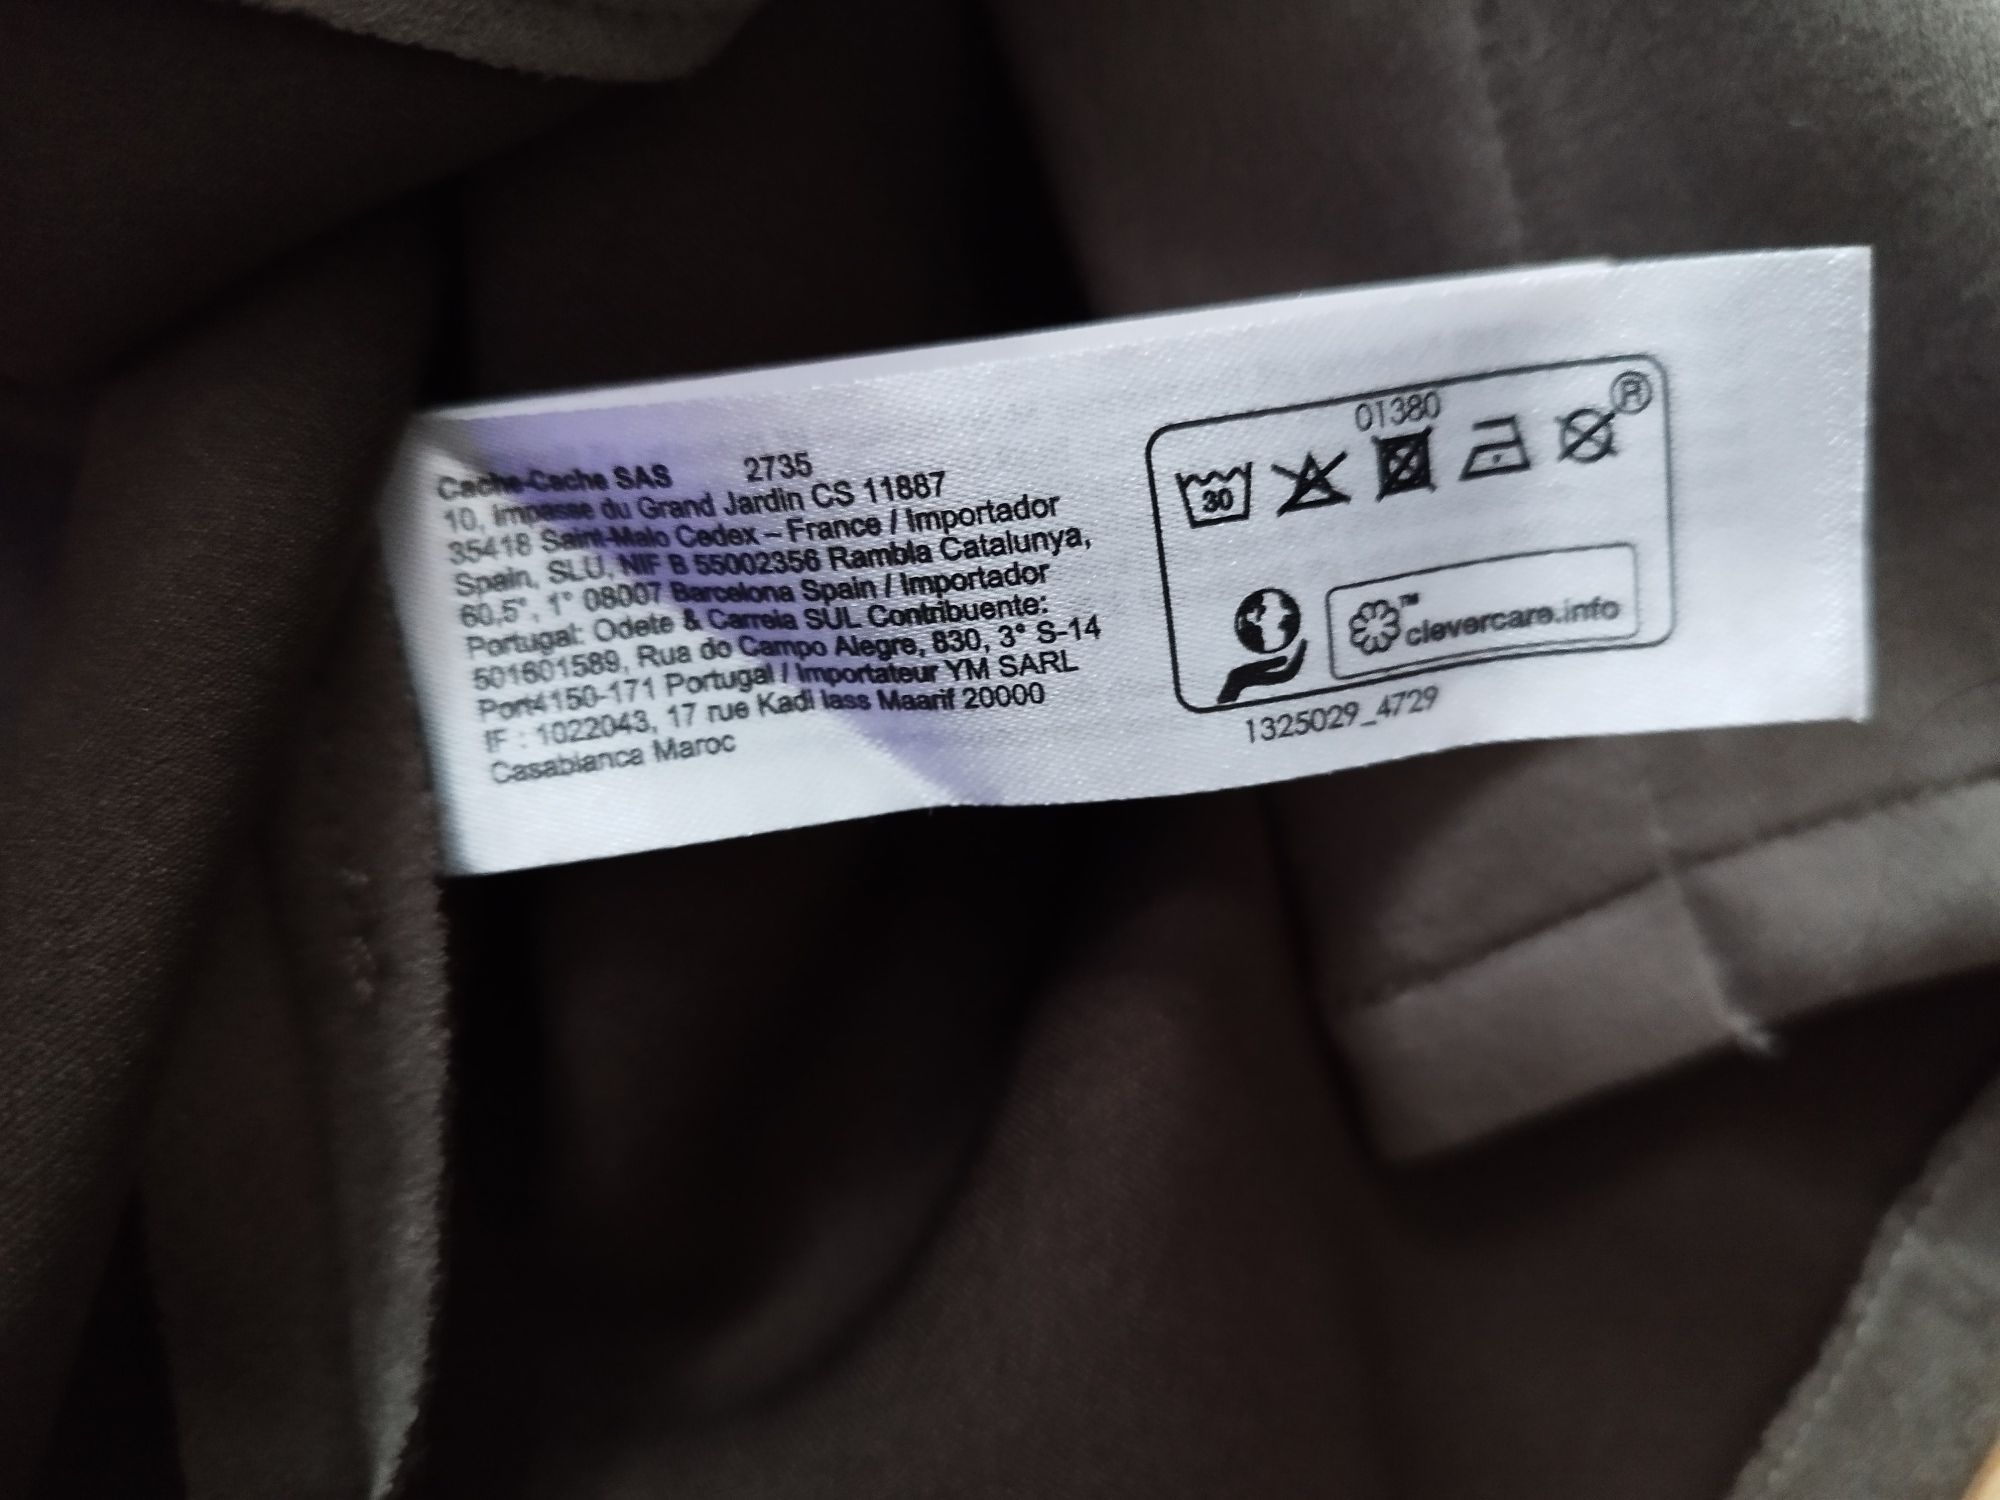 Cache-Cache SAS 2735
10, Impasse du Grand Jardin CS 11887
35418 Saint-Malo Cedex – France / Importador
Spain, SLU, NIF B 55002356 Rambla Catalunya,
60,5°, 1° 08007 Barcelona Spain / Importador
Portugal: Odete & Carreia SUL Contribuente:
501601589, Rua do Campo Alegre, 830, 3° S-14
Port4150-171 Portugal / Importateur YM SARL
IF : 1022043, 17 rue Kadi Iass Maarif 20000
Casablanca Maroc
01380
30
®
™
clevercare.info
1325029_4729